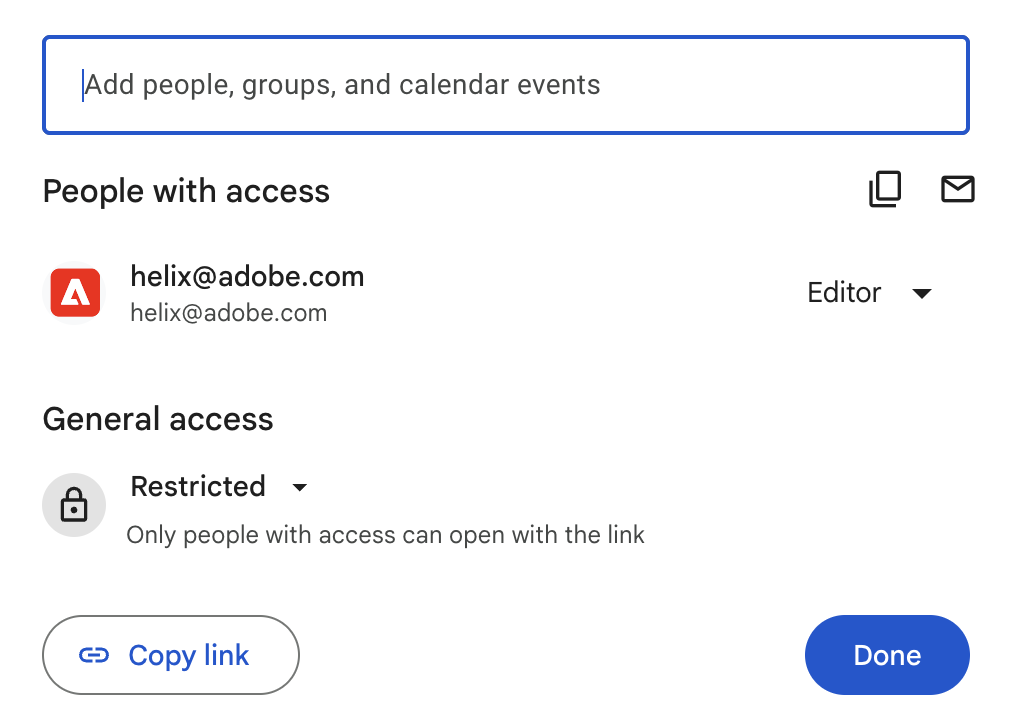 Add people, groups, and calendar events
People with access
helix@adobe.com
helix@adobe.com
Editor
General access
Restricted
Only people with access can open with the link
Copy link
Done